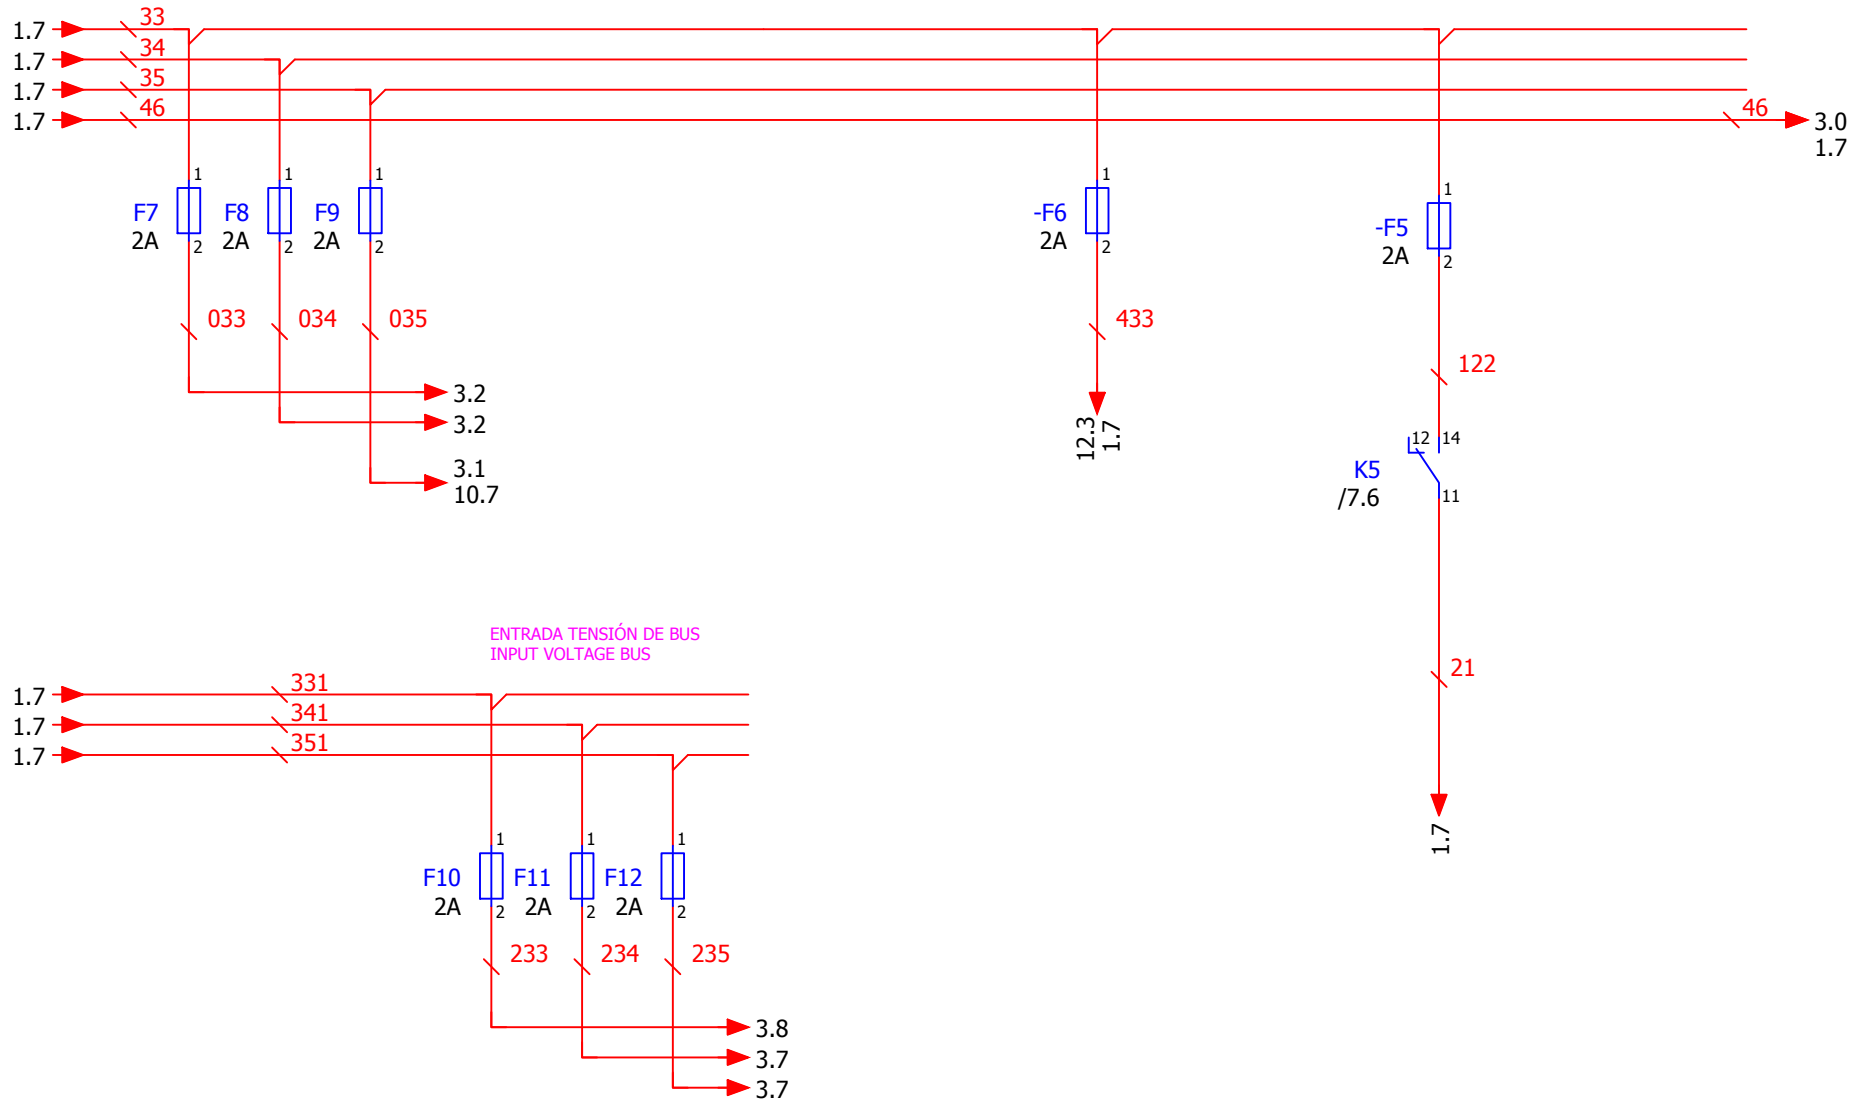 1.7
33
1.7
34
1.7
35
1.7
46
46
3.0
1.7
1
F7
2A
2
1
F8
2A
2
1
F9
2A
2
1
-F6
2A
2
1
-F5
2A
2
033
034
035
433
122
3.2
3.2
3.1
10.7
12.3
1.7
12
14
K5
/7.6
11
21
1.7
ENTRADA TENSIÓN DE BUS
INPUT VOLTAGE BUS
1.7
331
1.7
341
1.7
351
1
F10
2A
2
1
F11
2A
2
1
F12
2A
2
233
234
235
3.8
3.7
3.7